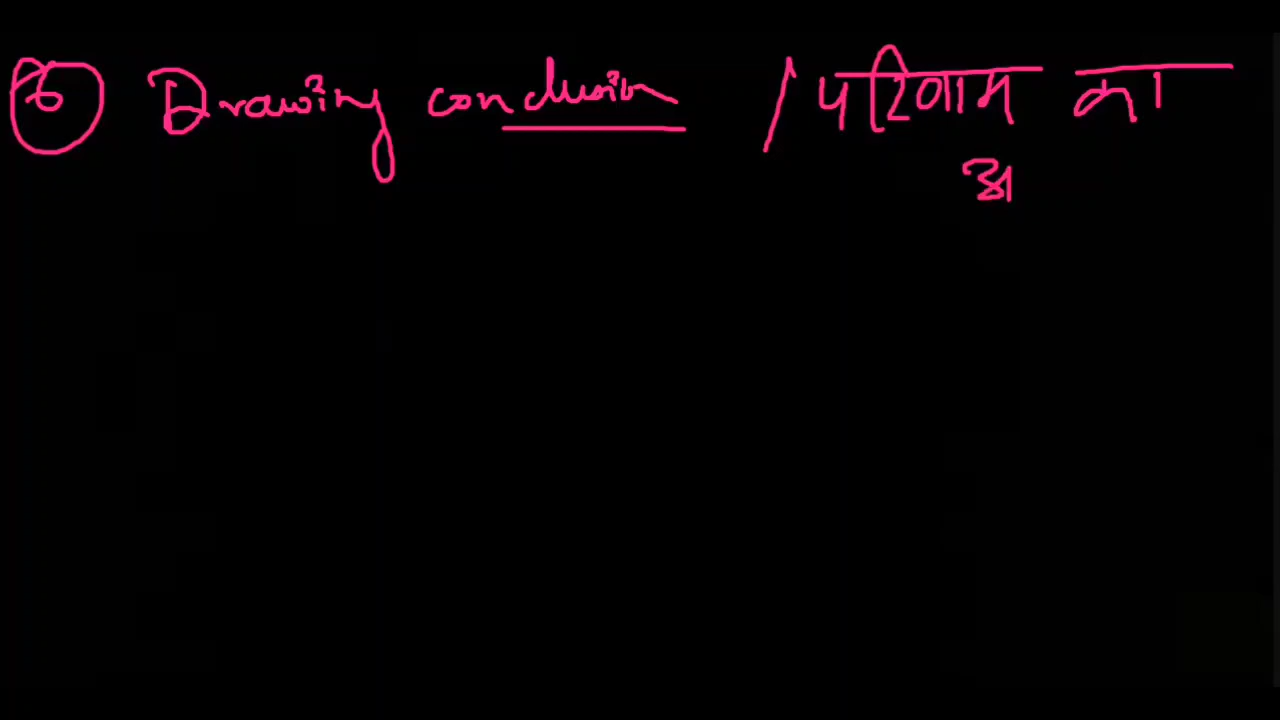 6 Drawing conclusion / परिणाम का
अ